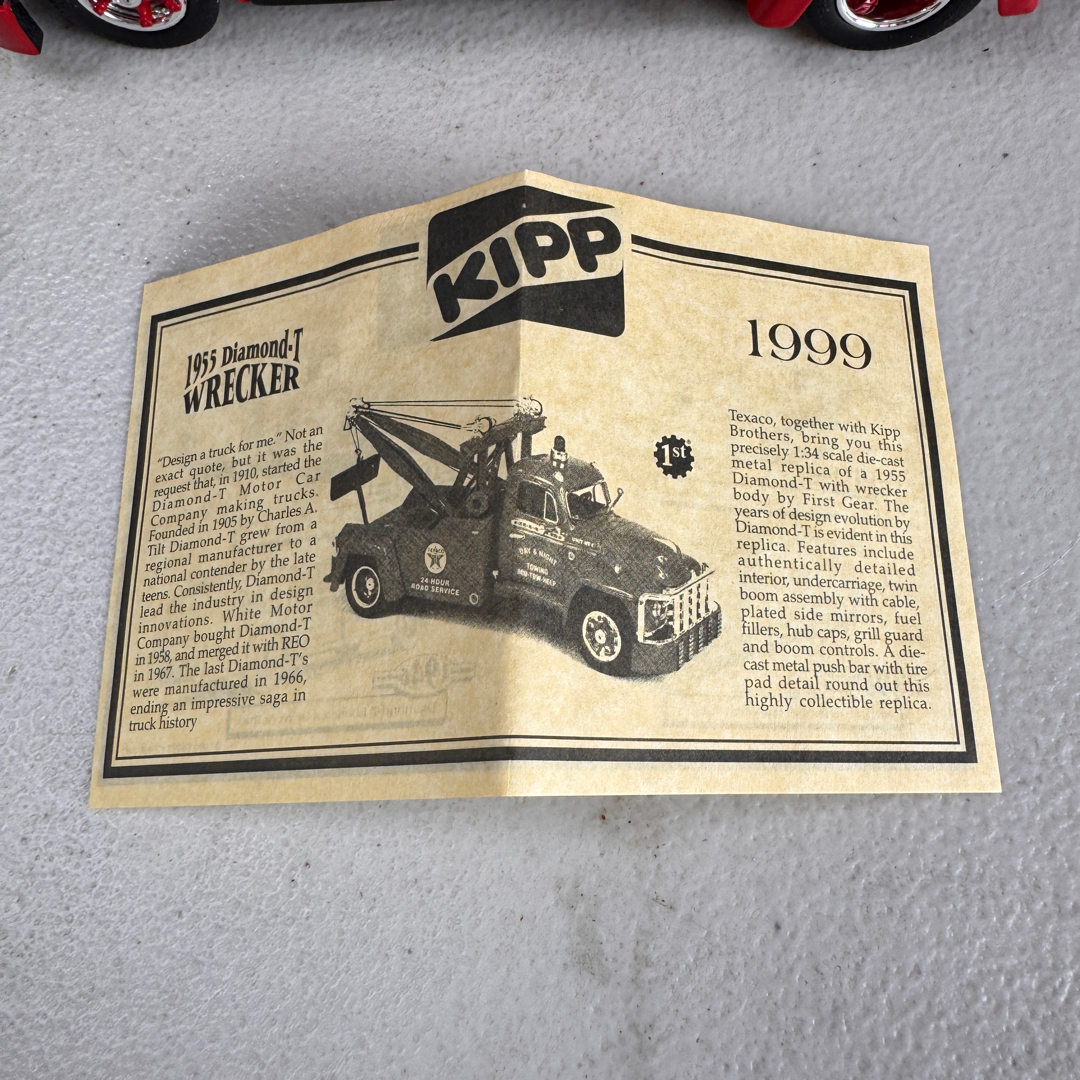 KIPP
1955 Diamond-T
WRECKER
"Design a truck for me." Not an
exact quote, but it was the
request that, in 1910, started the
Diamond-T Motor Car
Company making trucks.
Founded in 1905 by Charles A.
Tilt Diamond-T grew from a
regional manufacturer to a
national contender by the late
teens. Consistently, Diamond-T
lead the industry in design
innovations. White Motor
Company bought Diamond-T
in 1958, and merged it with REO
in 1967. The last Diamond-T's
were manufactured in 1966,
ending an impressive saga in
truck history
TEXACO
24-HOUR
ROAD SERVICE
DAY & NIGHT
TOWING
1st
1999
Texaco, together with Kipp
Brothers, bring you this
precisely 1:34 scale die-cast
metal replica of a 1955
Diamond-T with wrecker
body by First Gear. The
years of design evolution by
Diamond-T is evident in this
replica. Features include
authentically detailed
interior, undercarriage, twin
boom assembly with cable,
plated side mirrors, fuel
fillers, hub caps, grill guard
and boom controls. A die-
cast metal push bar with tire
pad detail round out this
highly collectible replica.